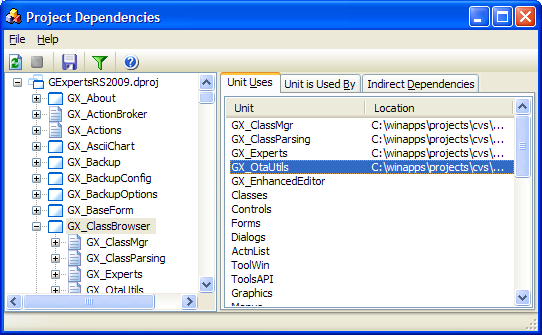 Project Dependencies
File Help
GExpertsRS2009.dproj
GX_About
GX_ActionBroker
GX_Actions
GX_AsciiChart
GX_Backup
GX_BackupConfig
GX_BackupOptions
GX_BaseForm
GX_ClassBrowser
GX_ClassMgr
GX_ClassParsing
GX_Experts
GX_OtaUtils
Unit Uses Unit is Used By Indirect Dependencies
Unit Location
GX_ClassMgr C:\winapps\projects\cvs\...
GX_ClassParsing C:\winapps\projects\cvs\...
GX_Experts C:\winapps\projects\cvs\...
GX_OtaUtils C:\winapps\projects\cvs\...
GX_EnhancedEditor
Classes
Controls
Forms
Dialogs
ActnList
ToolWin
ToolsAPI
Graphics